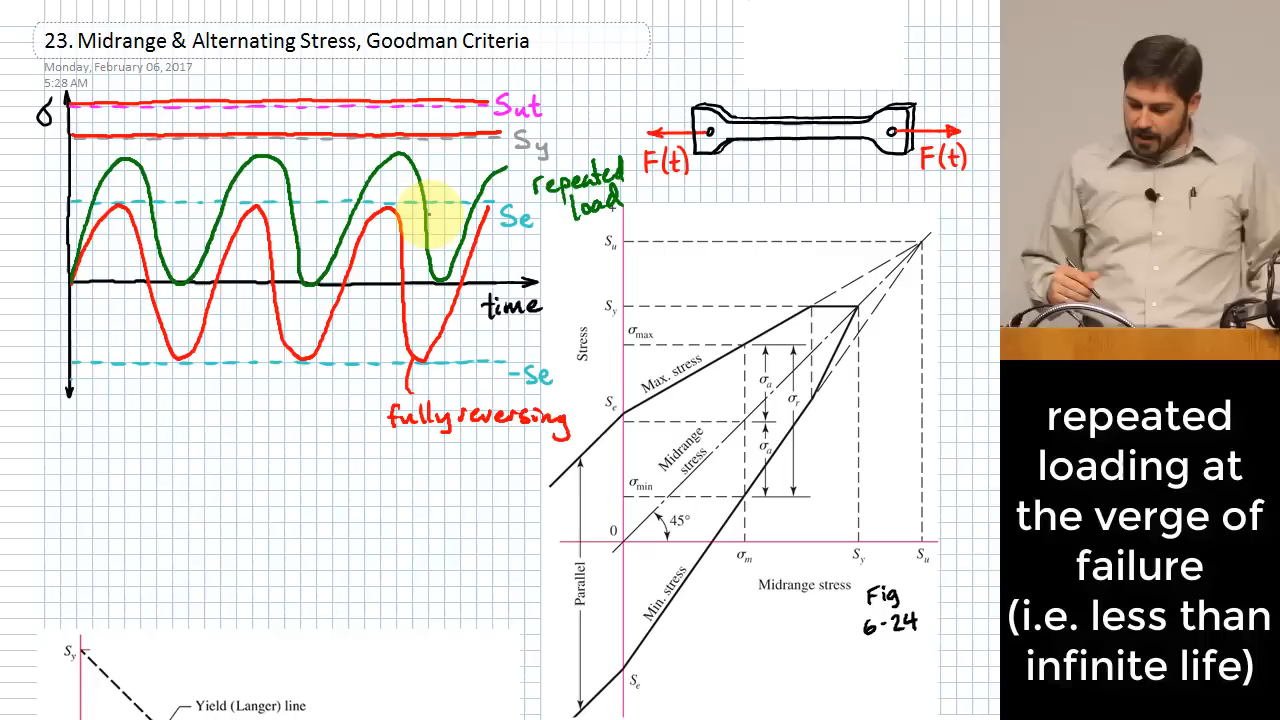 23. Midrange & Alternating Stress, Goodman Criteria
Monday, February 06, 2017
5:28 AM
σ
Sut
Sy
repeated
load
Se
time
-Se
fully reversing
F(t)
F(t)
Su
Sy
σmax
Stress
Max. stress
σa
σr
Se
Midrange
stress
σa
σmin
45°
0
σm
Sy
Su
Parallel
Min. stress
Midrange stress
Fig
6-24
Se
Sy
Yield (Langer) line
repeated
loading at
the verge of
failure
(i.e. less than
infinite life)